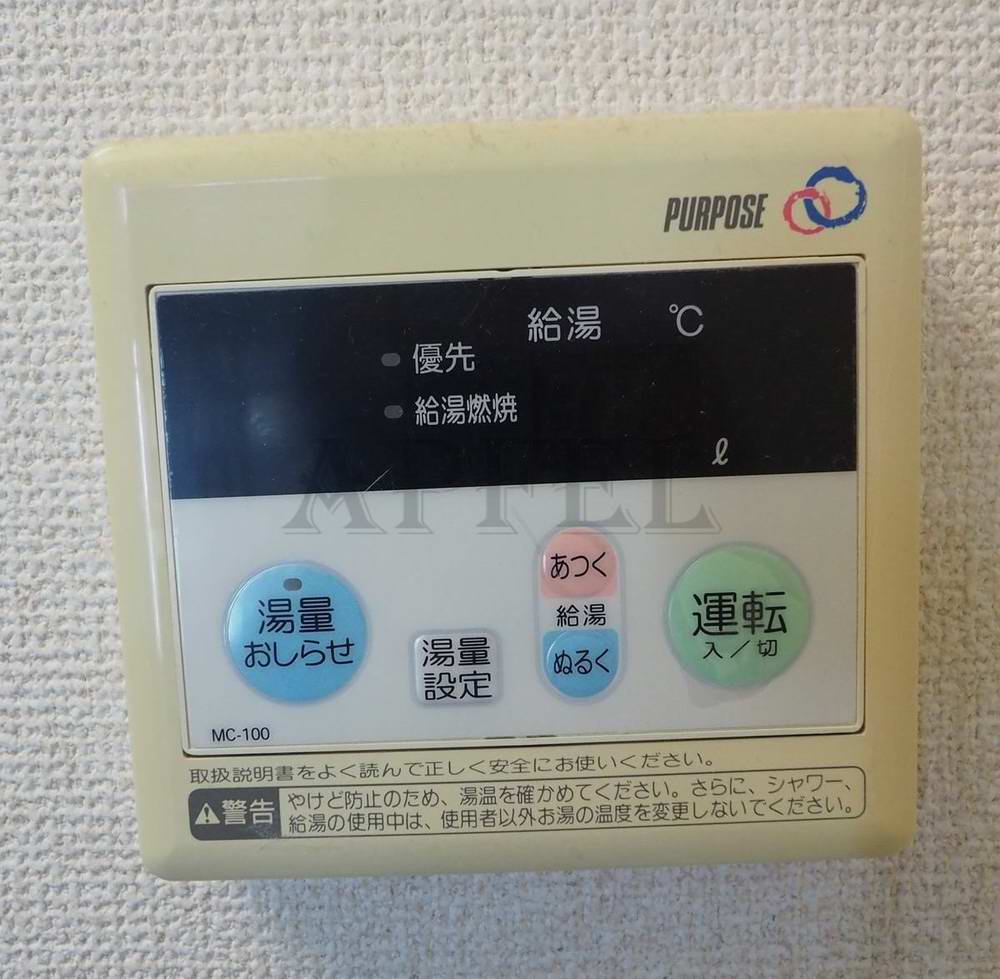 PURPOSE
給湯 ℃
優先
給湯燃焼
ℓ
APFEL
あつく
湯量
おしらせ
湯量
設定
給湯
ぬるく
運転
入／切
MC-100
取扱説明書をよく読んで正しく安全にお使いください。
警告
やけど防止のため、湯温を確かめてください。さらに、シャワー、
給湯の使用中は、使用者以外お湯の温度を変更しないでください。